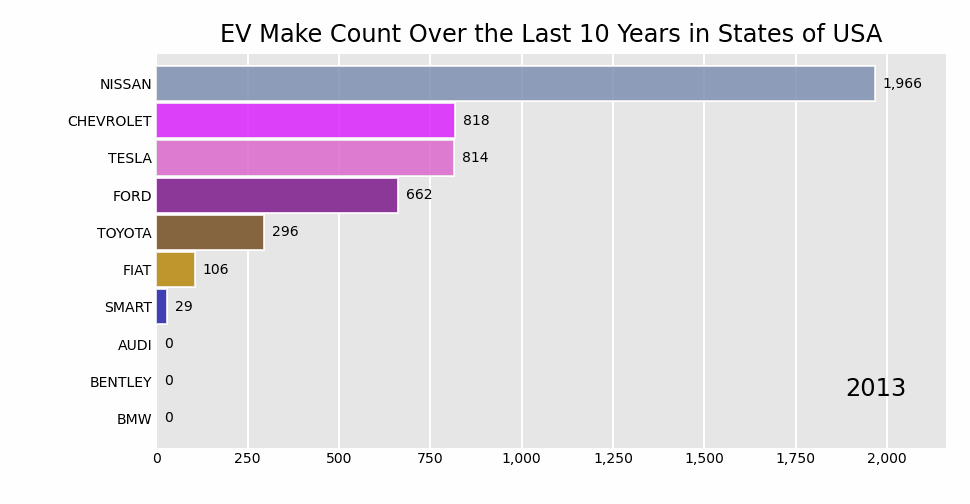 EV Make Count Over the Last 10 Years in States of USA
NISSAN 1,966
CHEVROLET 818
TESLA 814
FORD 662
TOYOTA 296
FIAT 106
SMART 29
AUDI 0
BENTLEY 0
2013
BMW 0
0 250 500 750 1,000 1,250 1,500 1,750 2,000